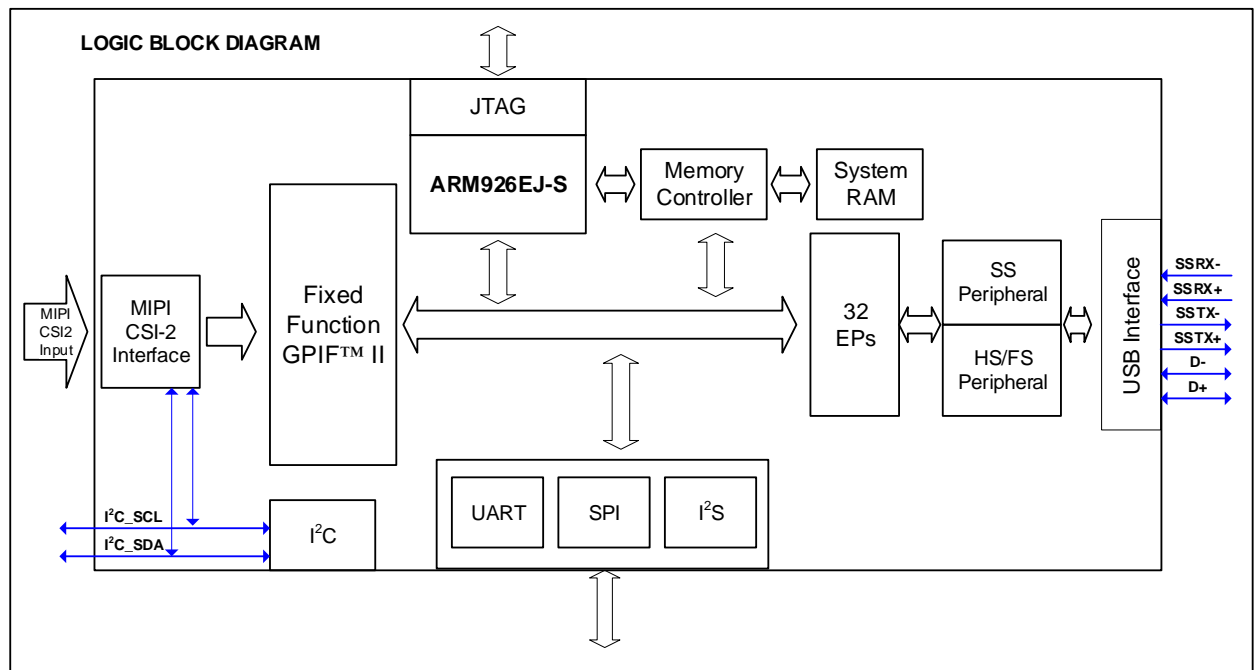 LOGIC BLOCK DIAGRAM
JTAG
ARM926EJ-S
Memory
Controller
System
RAM
MIPI
CSI2
Input
MIPI
CSI-2
Interface
Fixed
Function
GPIF™ II
32
EPs
SS
Peripheral
HS/FS
Peripheral
USB Interface
SSRX-
SSRX+
SSTX-
SSTX+
D-
D+
I²C_SCL
I²C_SDA
I²C
UART
SPI
I²S